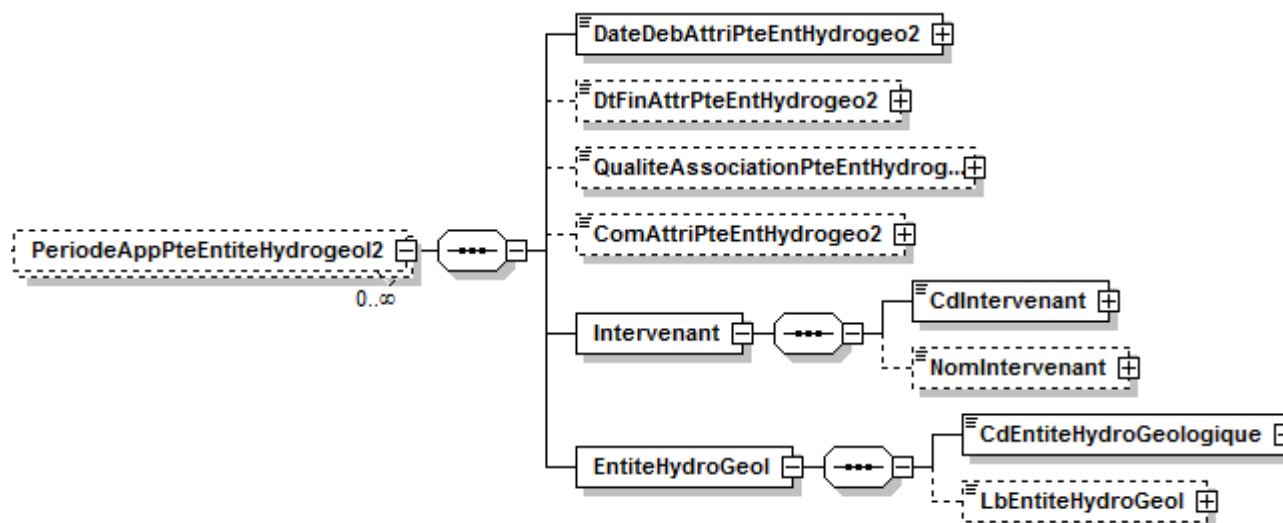 DateDebAttriPteEntHydrogeo2
DtFinAttrPteEntHydrogeo2
QualiteAssociationPteEntHydrog...
ComAttriPteEntHydrogeo2
PeriodeAppPteEntiteHydrogeol2
0..∞
CdIntervenant
Intervenant
NomIntervenant
CdEntiteHydroGeologique
EntiteHydroGeol
LbEntiteHydroGeol